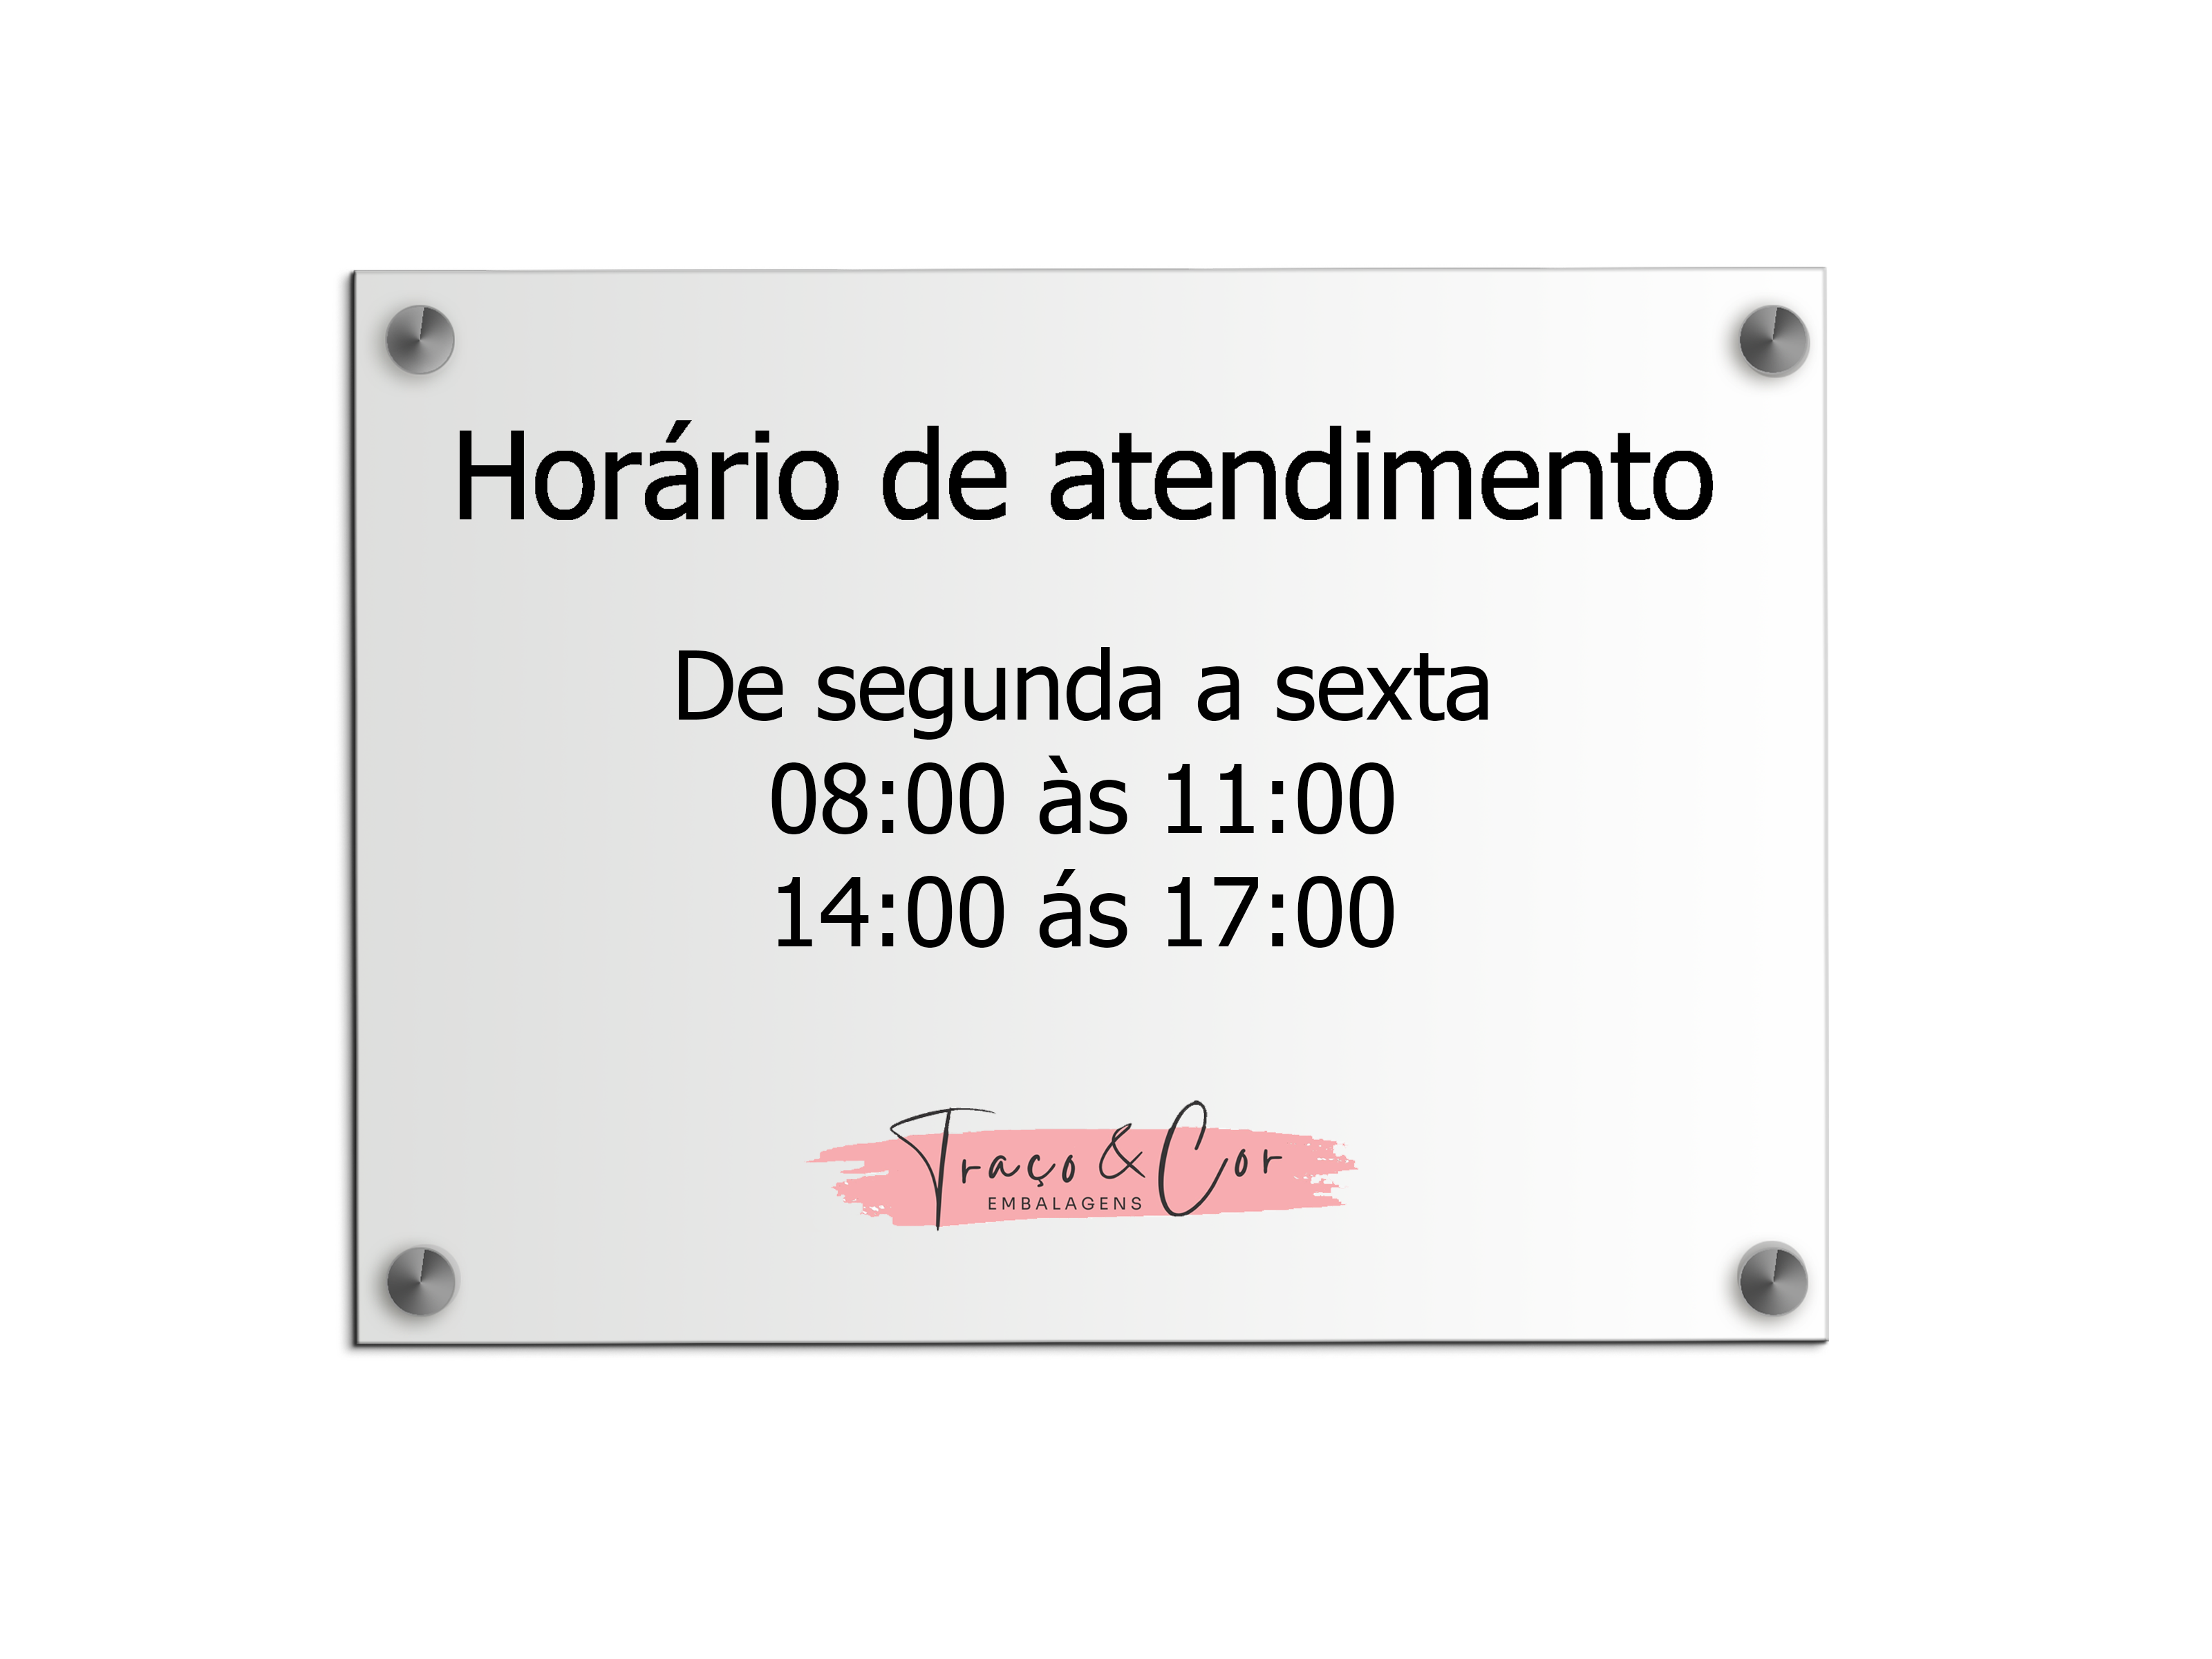 Horário de atendimento
De segunda a sexta
08:00 às 11:00
14:00 ás 17:00
Traço & Cor
EMBALAGENS